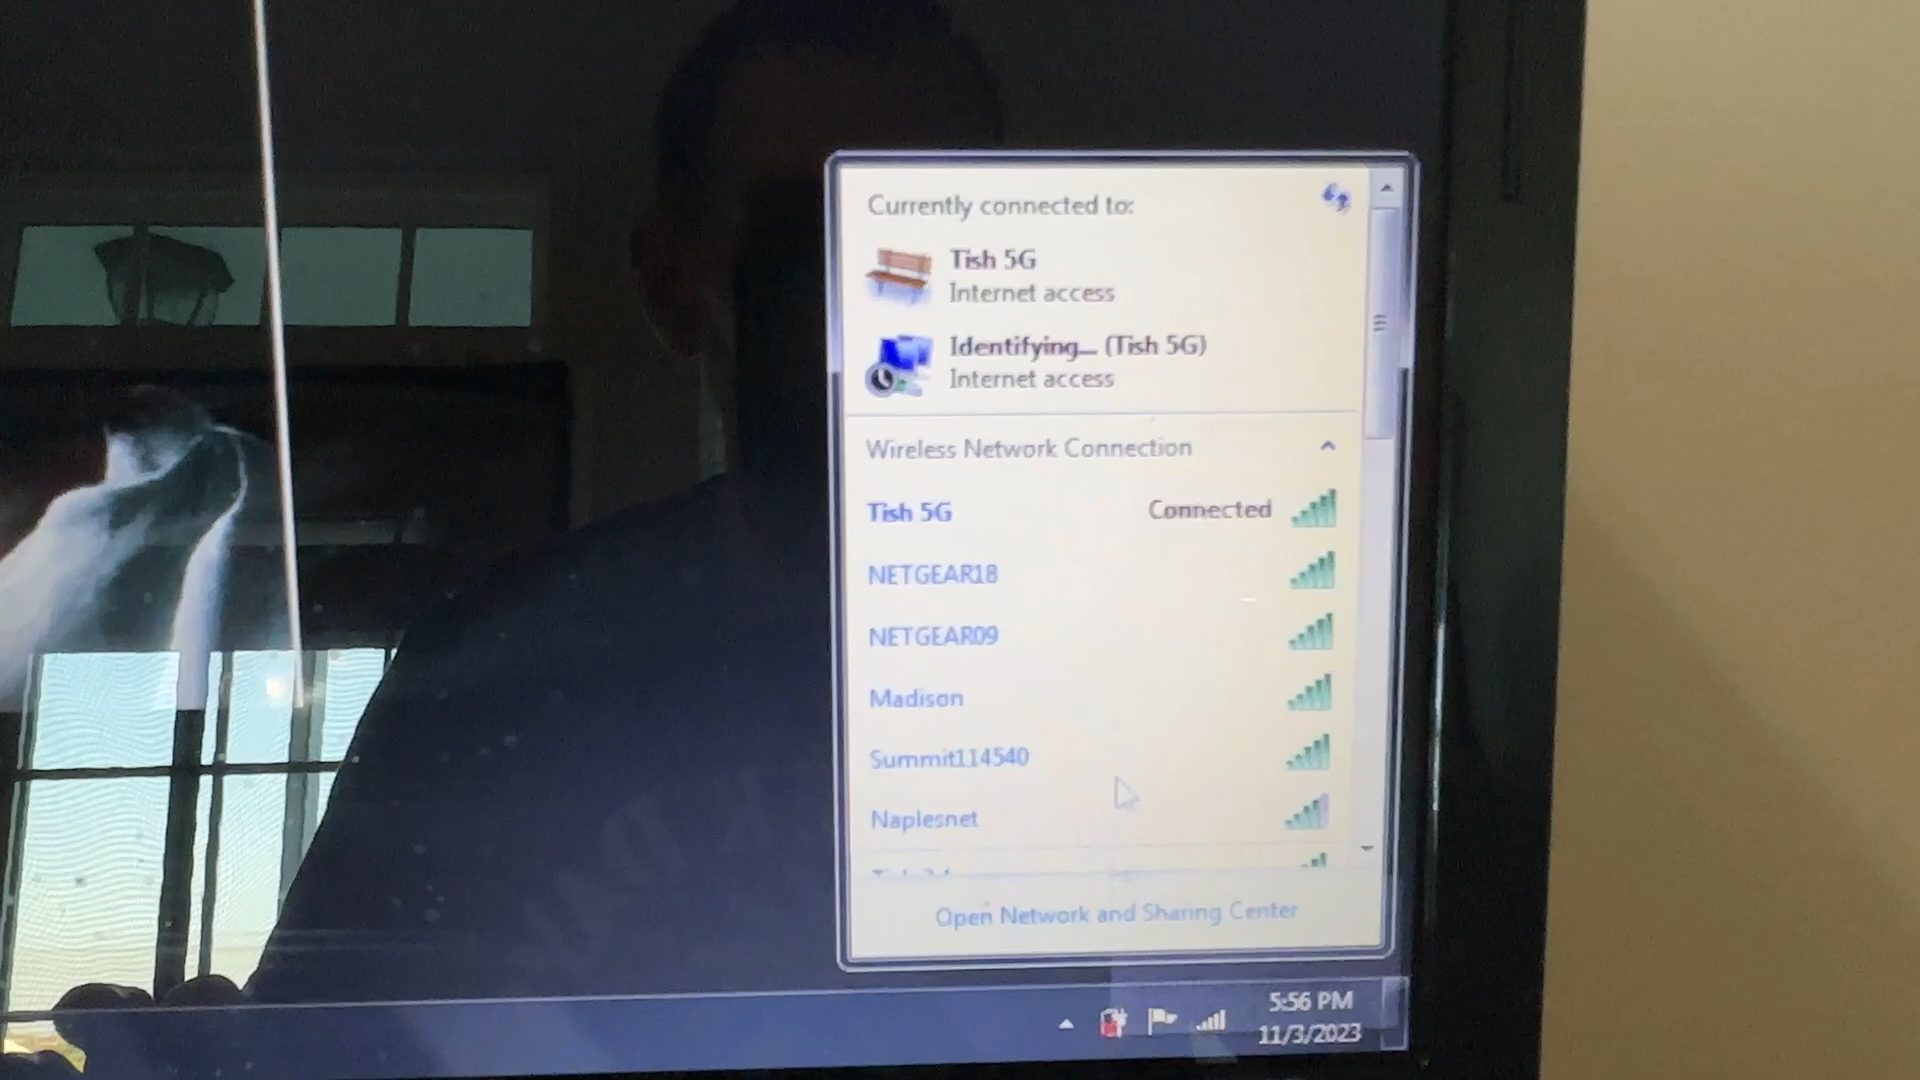 Currently connected to:
Tish 5G
Internet access
Identifying... (Tish 5G)
Internet access
Wireless Network Connection
Tish 5G Connected
NETGEAR18
NETGEAR09
Madison
Summit114540
Naplesnet
Open Network and Sharing Center
5:56 PM
11/3/2023